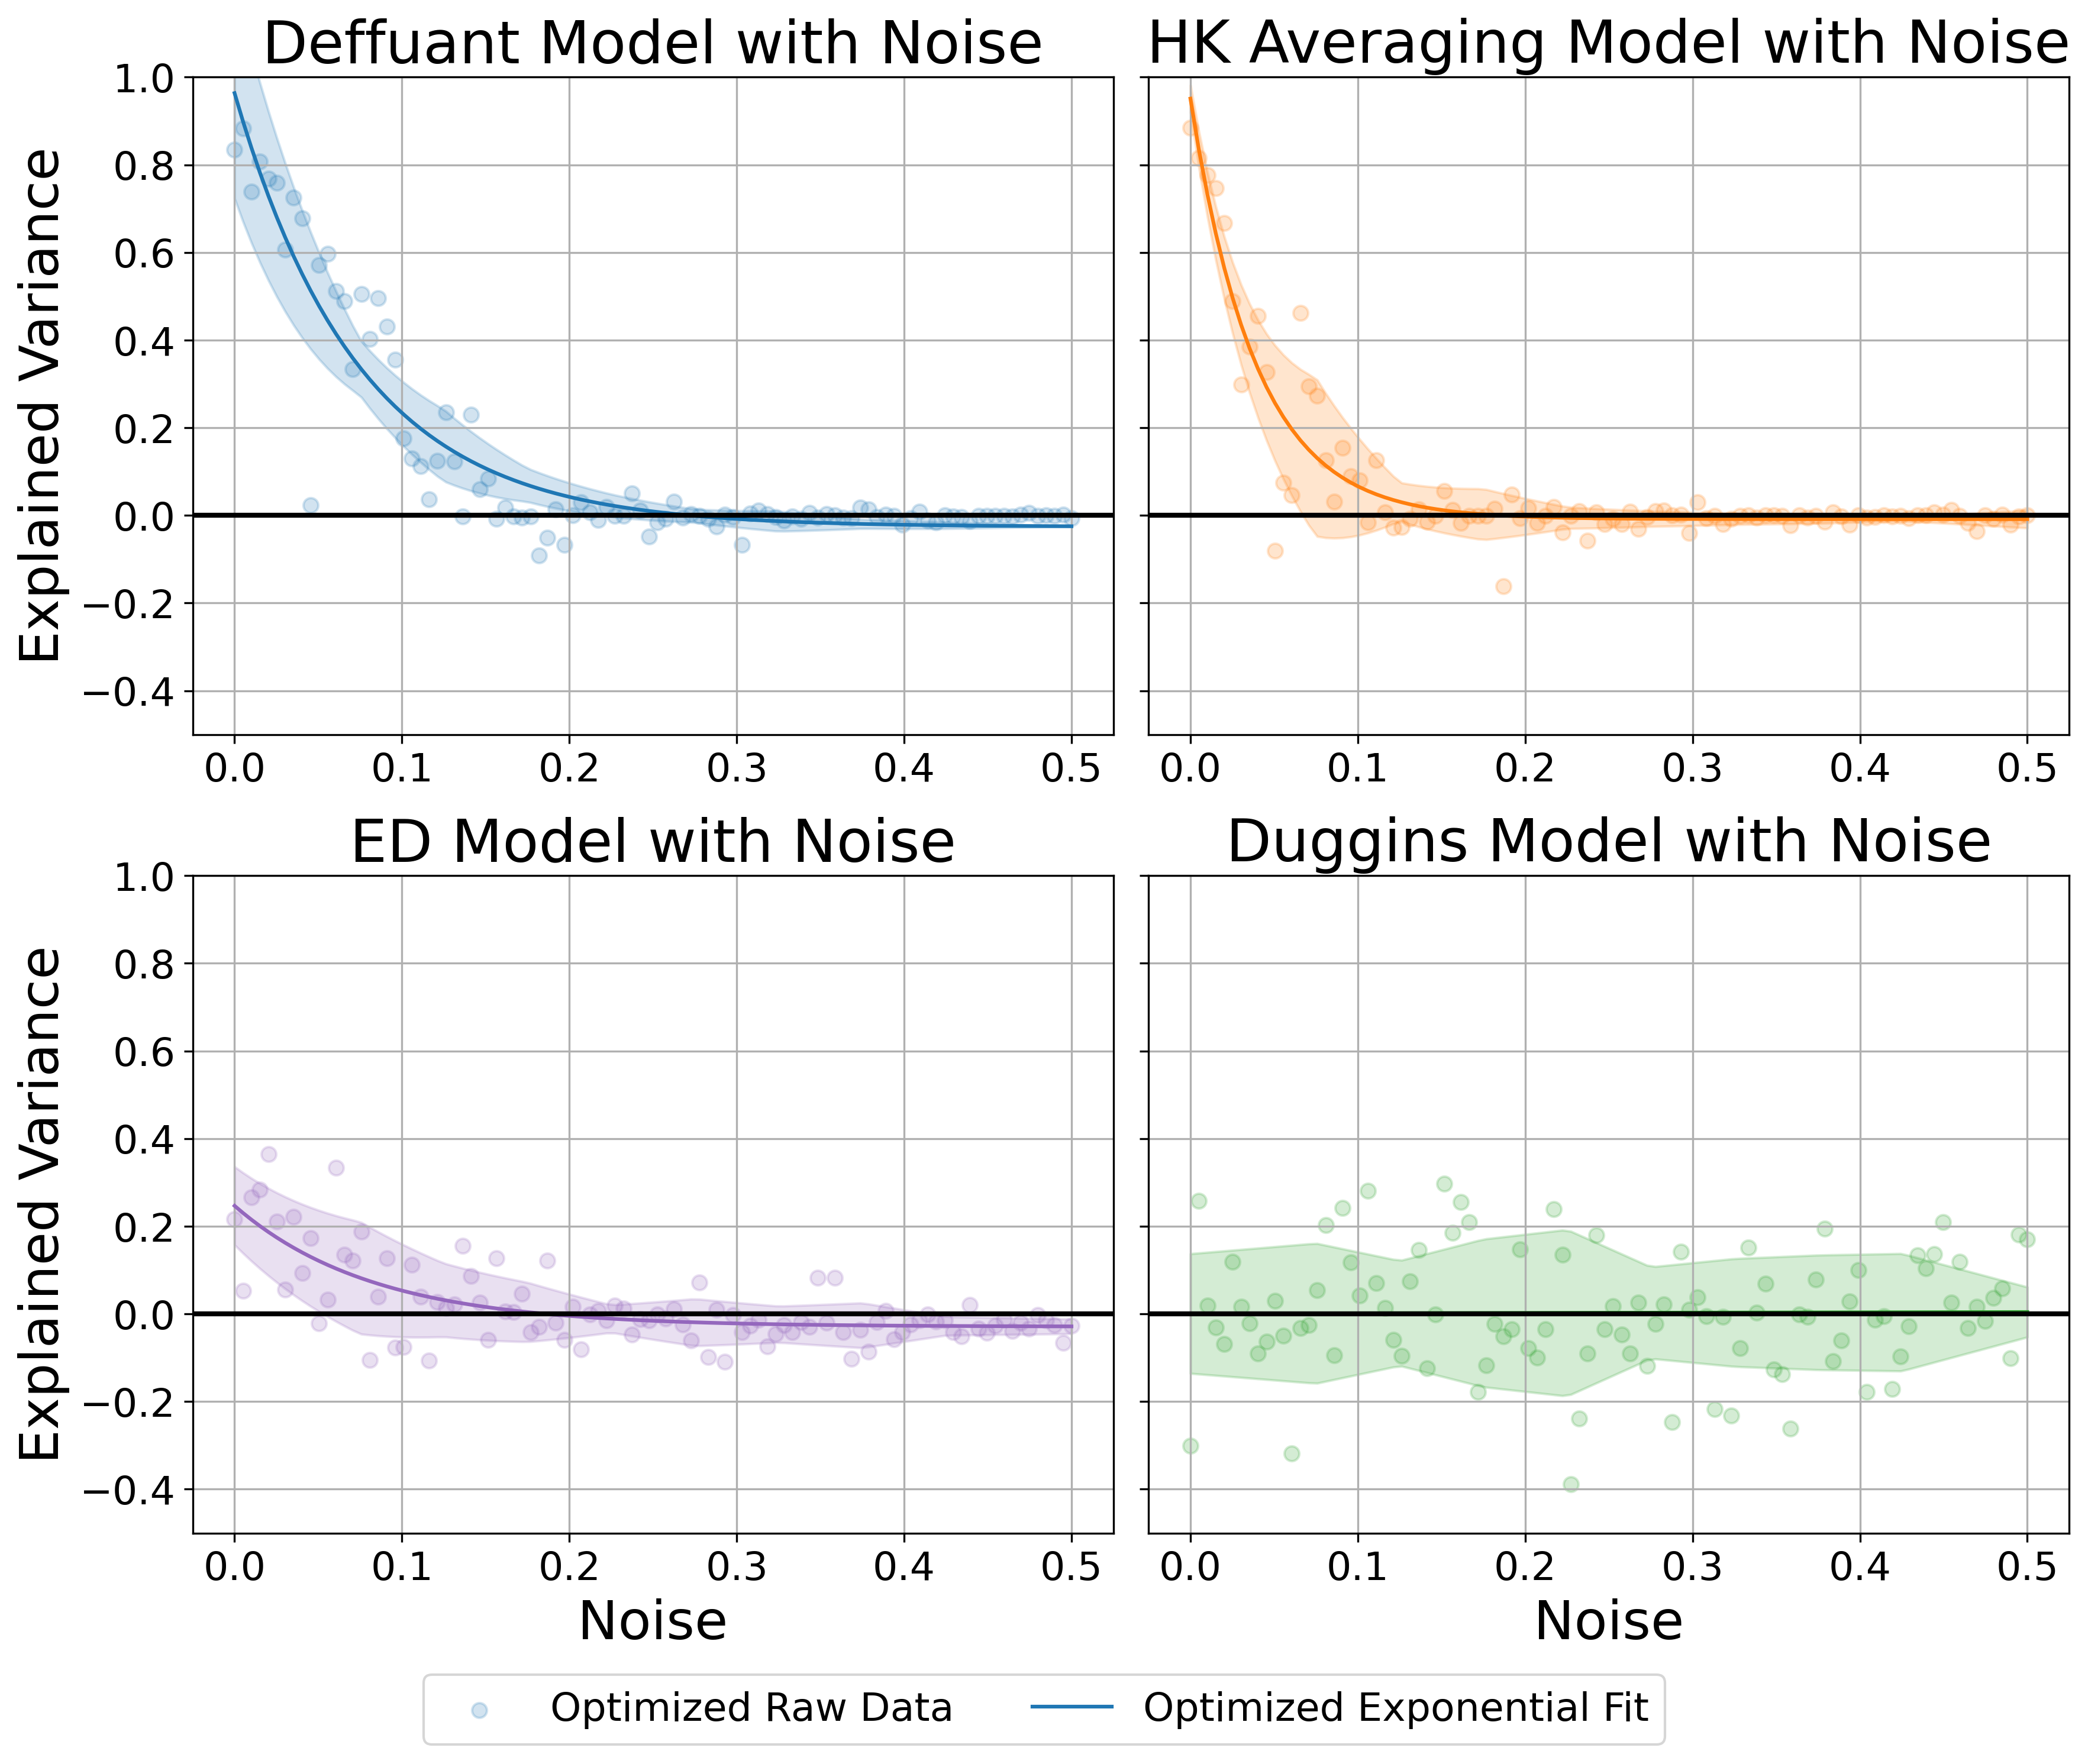 Deffuant Model with Noise
HK Averaging Model with Noise
Explained Variance
1.0
0.8
0.6
0.4
0.2
0.0
−0.2
−0.4
0.0 0.1 0.2 0.3 0.4 0.5
0.0 0.1 0.2 0.3 0.4 0.5
ED Model with Noise
Duggins Model with Noise
Explained Variance
1.0
0.8
0.6
0.4
0.2
0.0
−0.2
−0.4
0.0 0.1 0.2 0.3 0.4 0.5
0.0 0.1 0.2 0.3 0.4 0.5
Noise
Noise
Optimized Raw Data
Optimized Exponential Fit